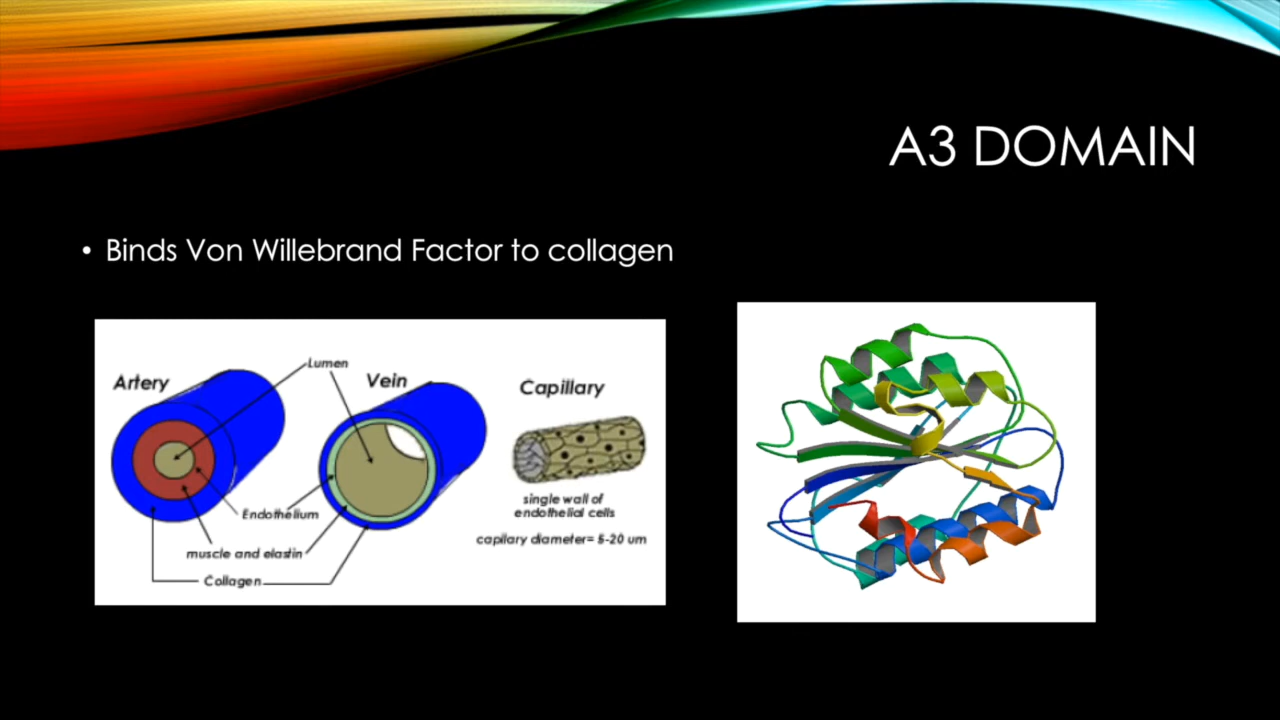 A3 DOMAIN
• Binds Von Willebrand Factor to collagen
Artery
Lumen
Vein
Capillary
Endothelium
single wall of
endothelial cells
capillary diameter= 5-20 um
muscle and elastin
Collagen